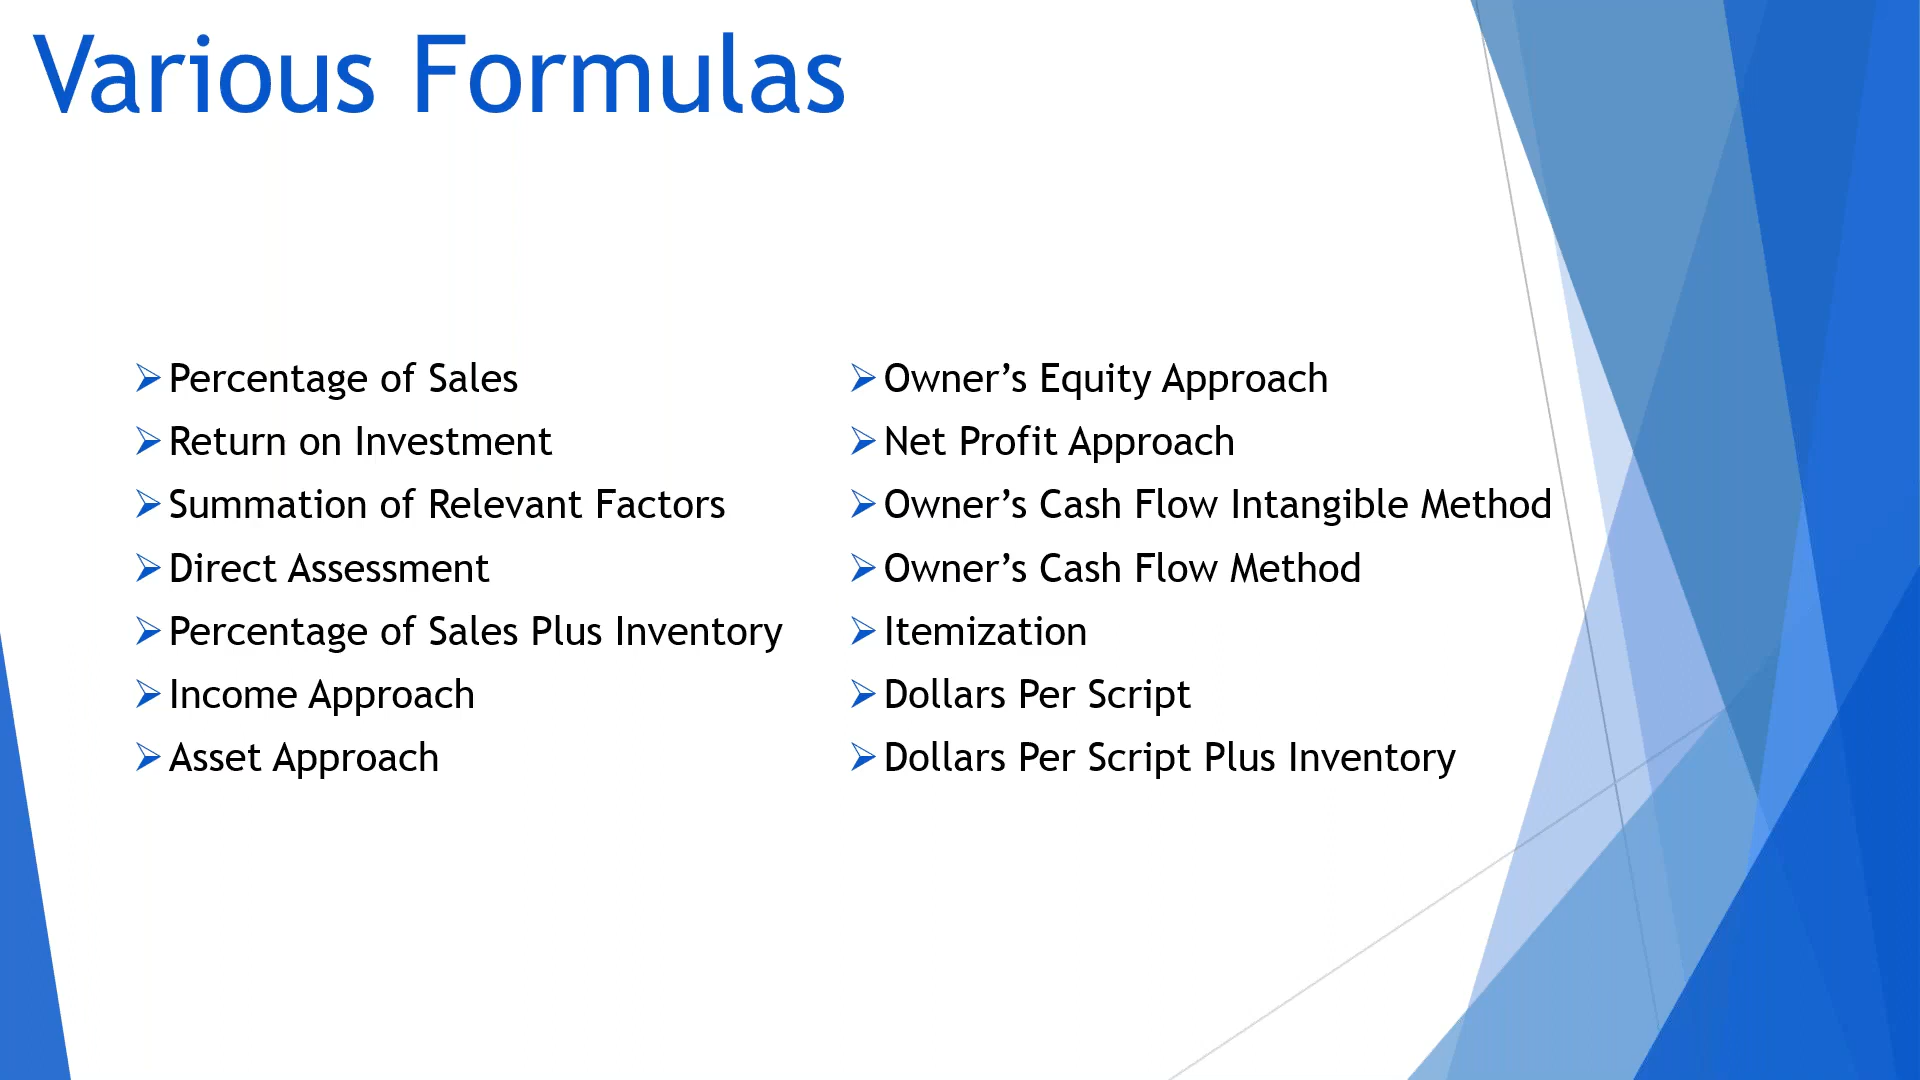 Various Formulas
Percentage of Sales
Return on Investment
Summation of Relevant Factors
Direct Assessment
Percentage of Sales Plus Inventory
Income Approach
Asset Approach
Owner’s Equity Approach
Net Profit Approach
Owner’s Cash Flow Intangible Method
Owner’s Cash Flow Method
Itemization
Dollars Per Script
Dollars Per Script Plus Inventory